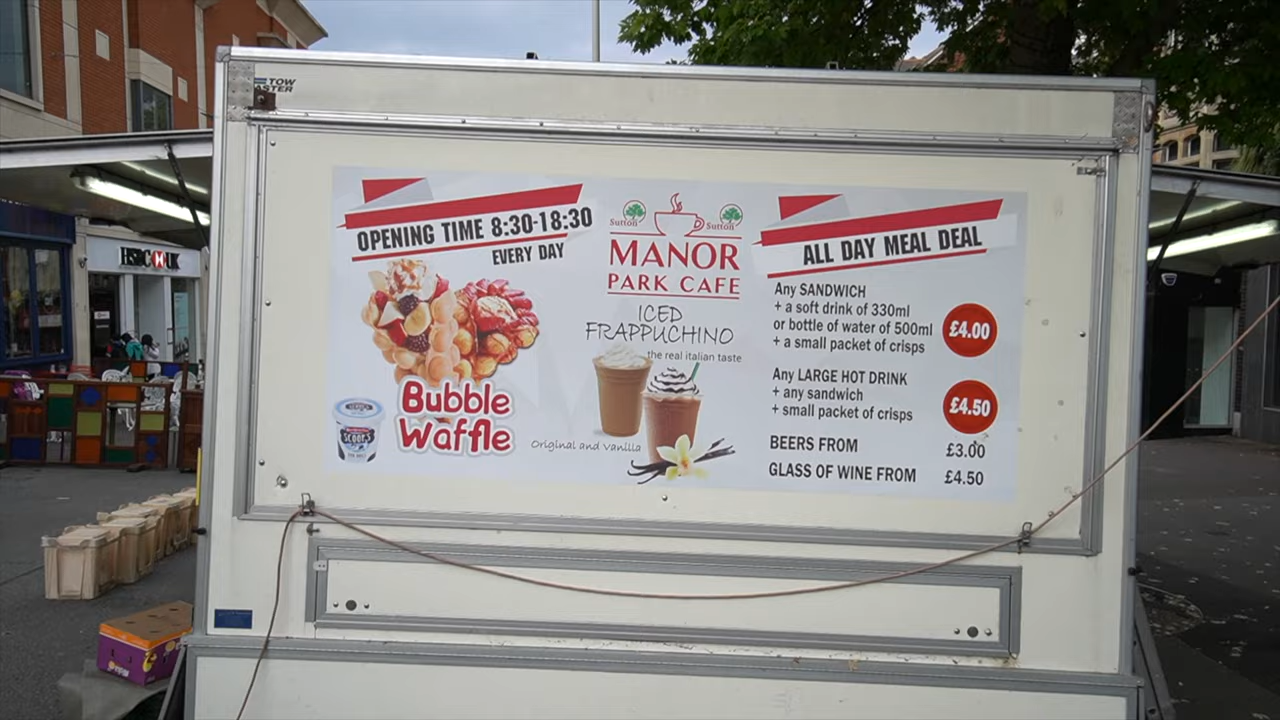 TOW
ASTER
HSBC UK
OPENING TIME 8:30-18:30
EVERY DAY
Bubble
Waffle
SCOOPS
Sutton
Sutton
MANOR
PARK CAFE
ICED
FRAPPUCHINO
the real italian taste
Original and Vanilla
ALL DAY MEAL DEAL
Any SANDWICH
+ a soft drink of 330ml
or bottle of water of 500ml
+ a small packet of crisps
£4.00
Any LARGE HOT DRINK
+ any sandwich
+ small packet of crisps
£4.50
BEERS FROM £3.00
GLASS OF WINE FROM £4.50